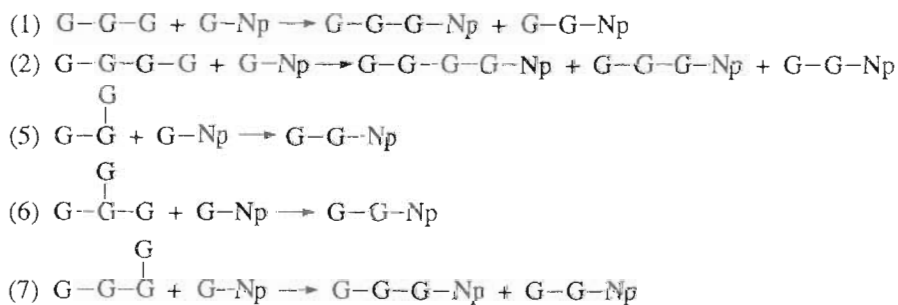 (1) G-G-G + G-Np → G-G-G-Np + G-G-Np
(2) G-G-G-G + G-Np → G-G-G-G-Np + G-G-G-Np + G-G-Np
G
(5) G-G + G-Np → G-G-Np
G
(6) G-G-G + G-Np → G-G-Np
G
(7) G-G-G + G-Np → G-G-G-Np + G-G-Np